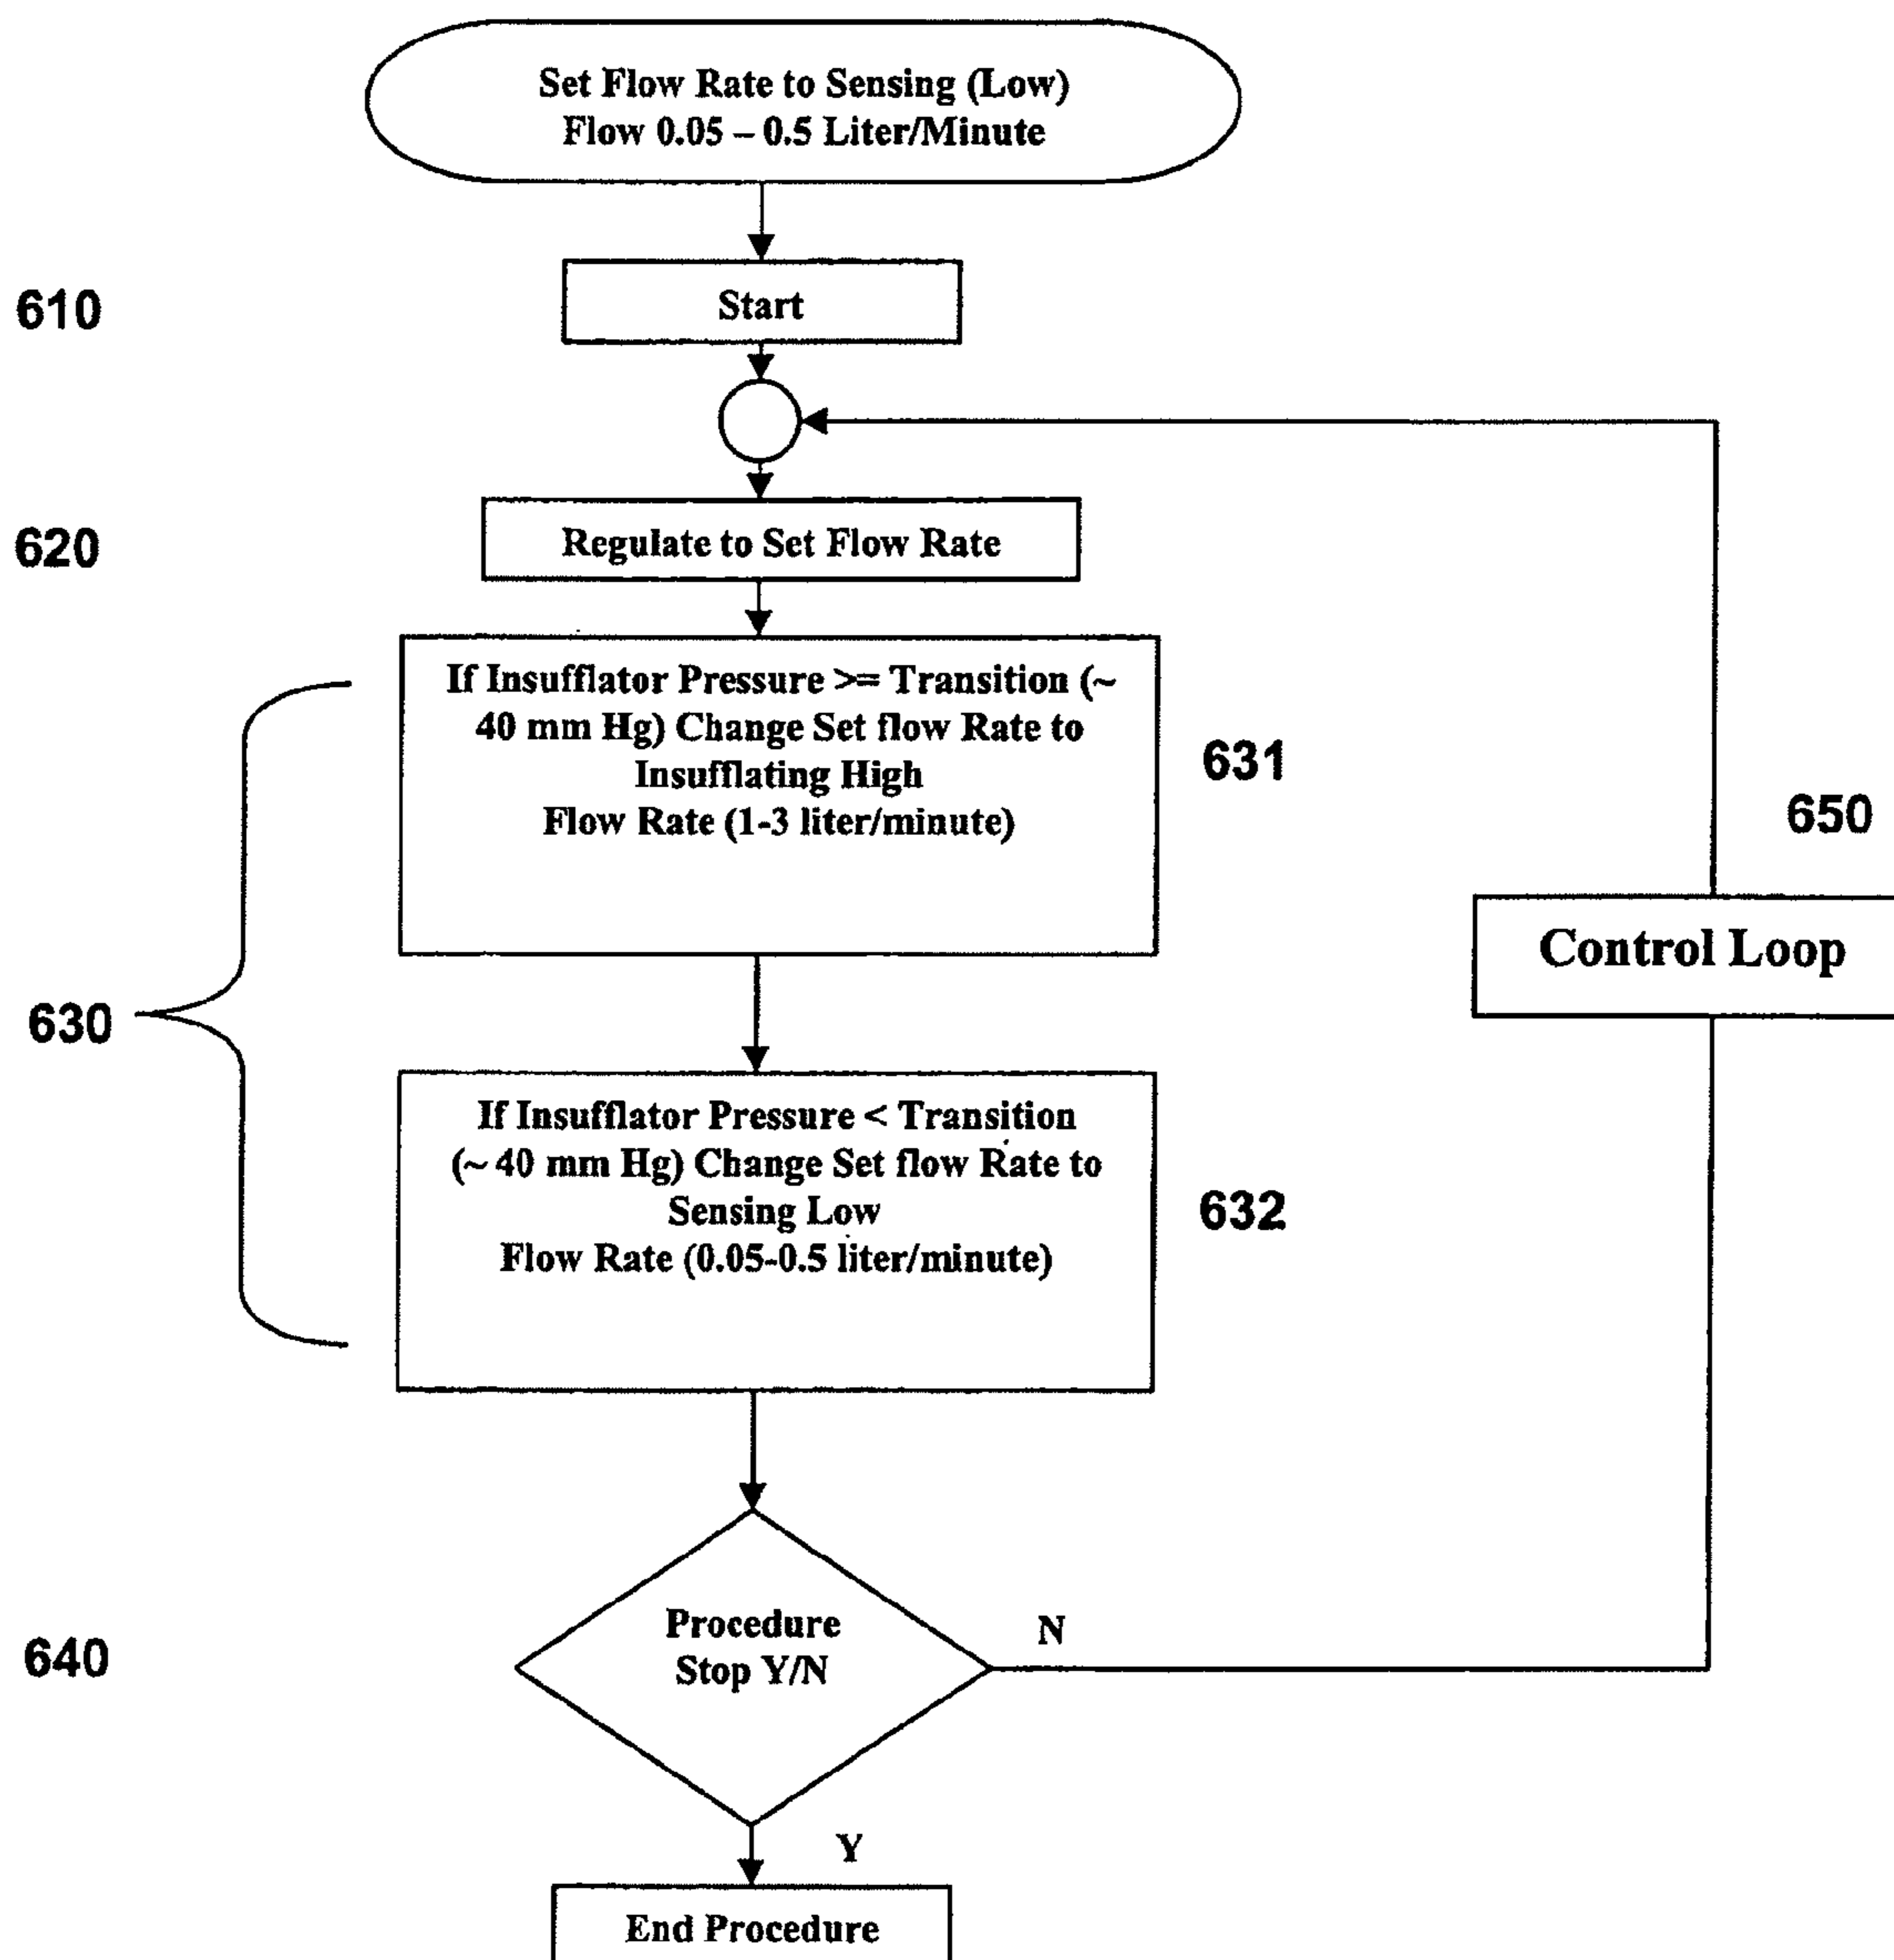 Set Flow Rate to Sensing (Low)
Flow 0.05 – 0.5 Liter/Minute
610
Start
620
Regulate to Set Flow Rate
If Insufflator Pressure >= Transition (~
40 mm Hg) Change Set flow Rate to
Insufflating High
Flow Rate (1-3 liter/minute)
631
650
Control Loop
630
If Insufflator Pressure < Transition
(~ 40 mm Hg) Change Set flow Rate to
Sensing Low
Flow Rate (0.05-0.5 liter/minute)
632
640
Procedure
Stop Y/N
N
Y
End Procedure